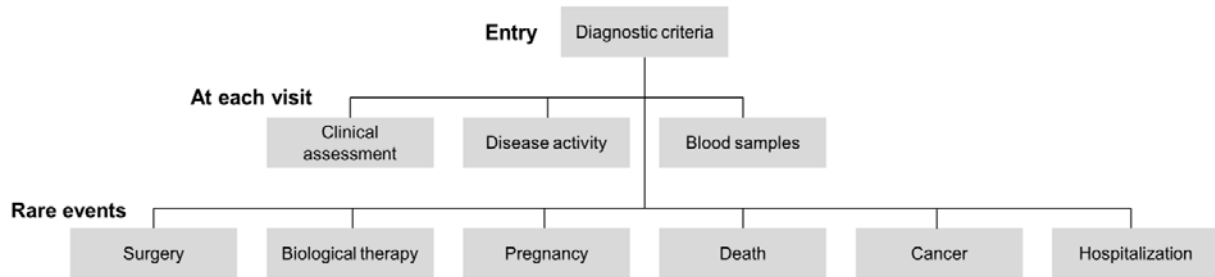 Entry
Diagnostic criteria
At each visit
Clinical
assessment
Disease activity
Blood samples
Rare events
Surgery
Biological therapy
Pregnancy
Death
Cancer
Hospitalization